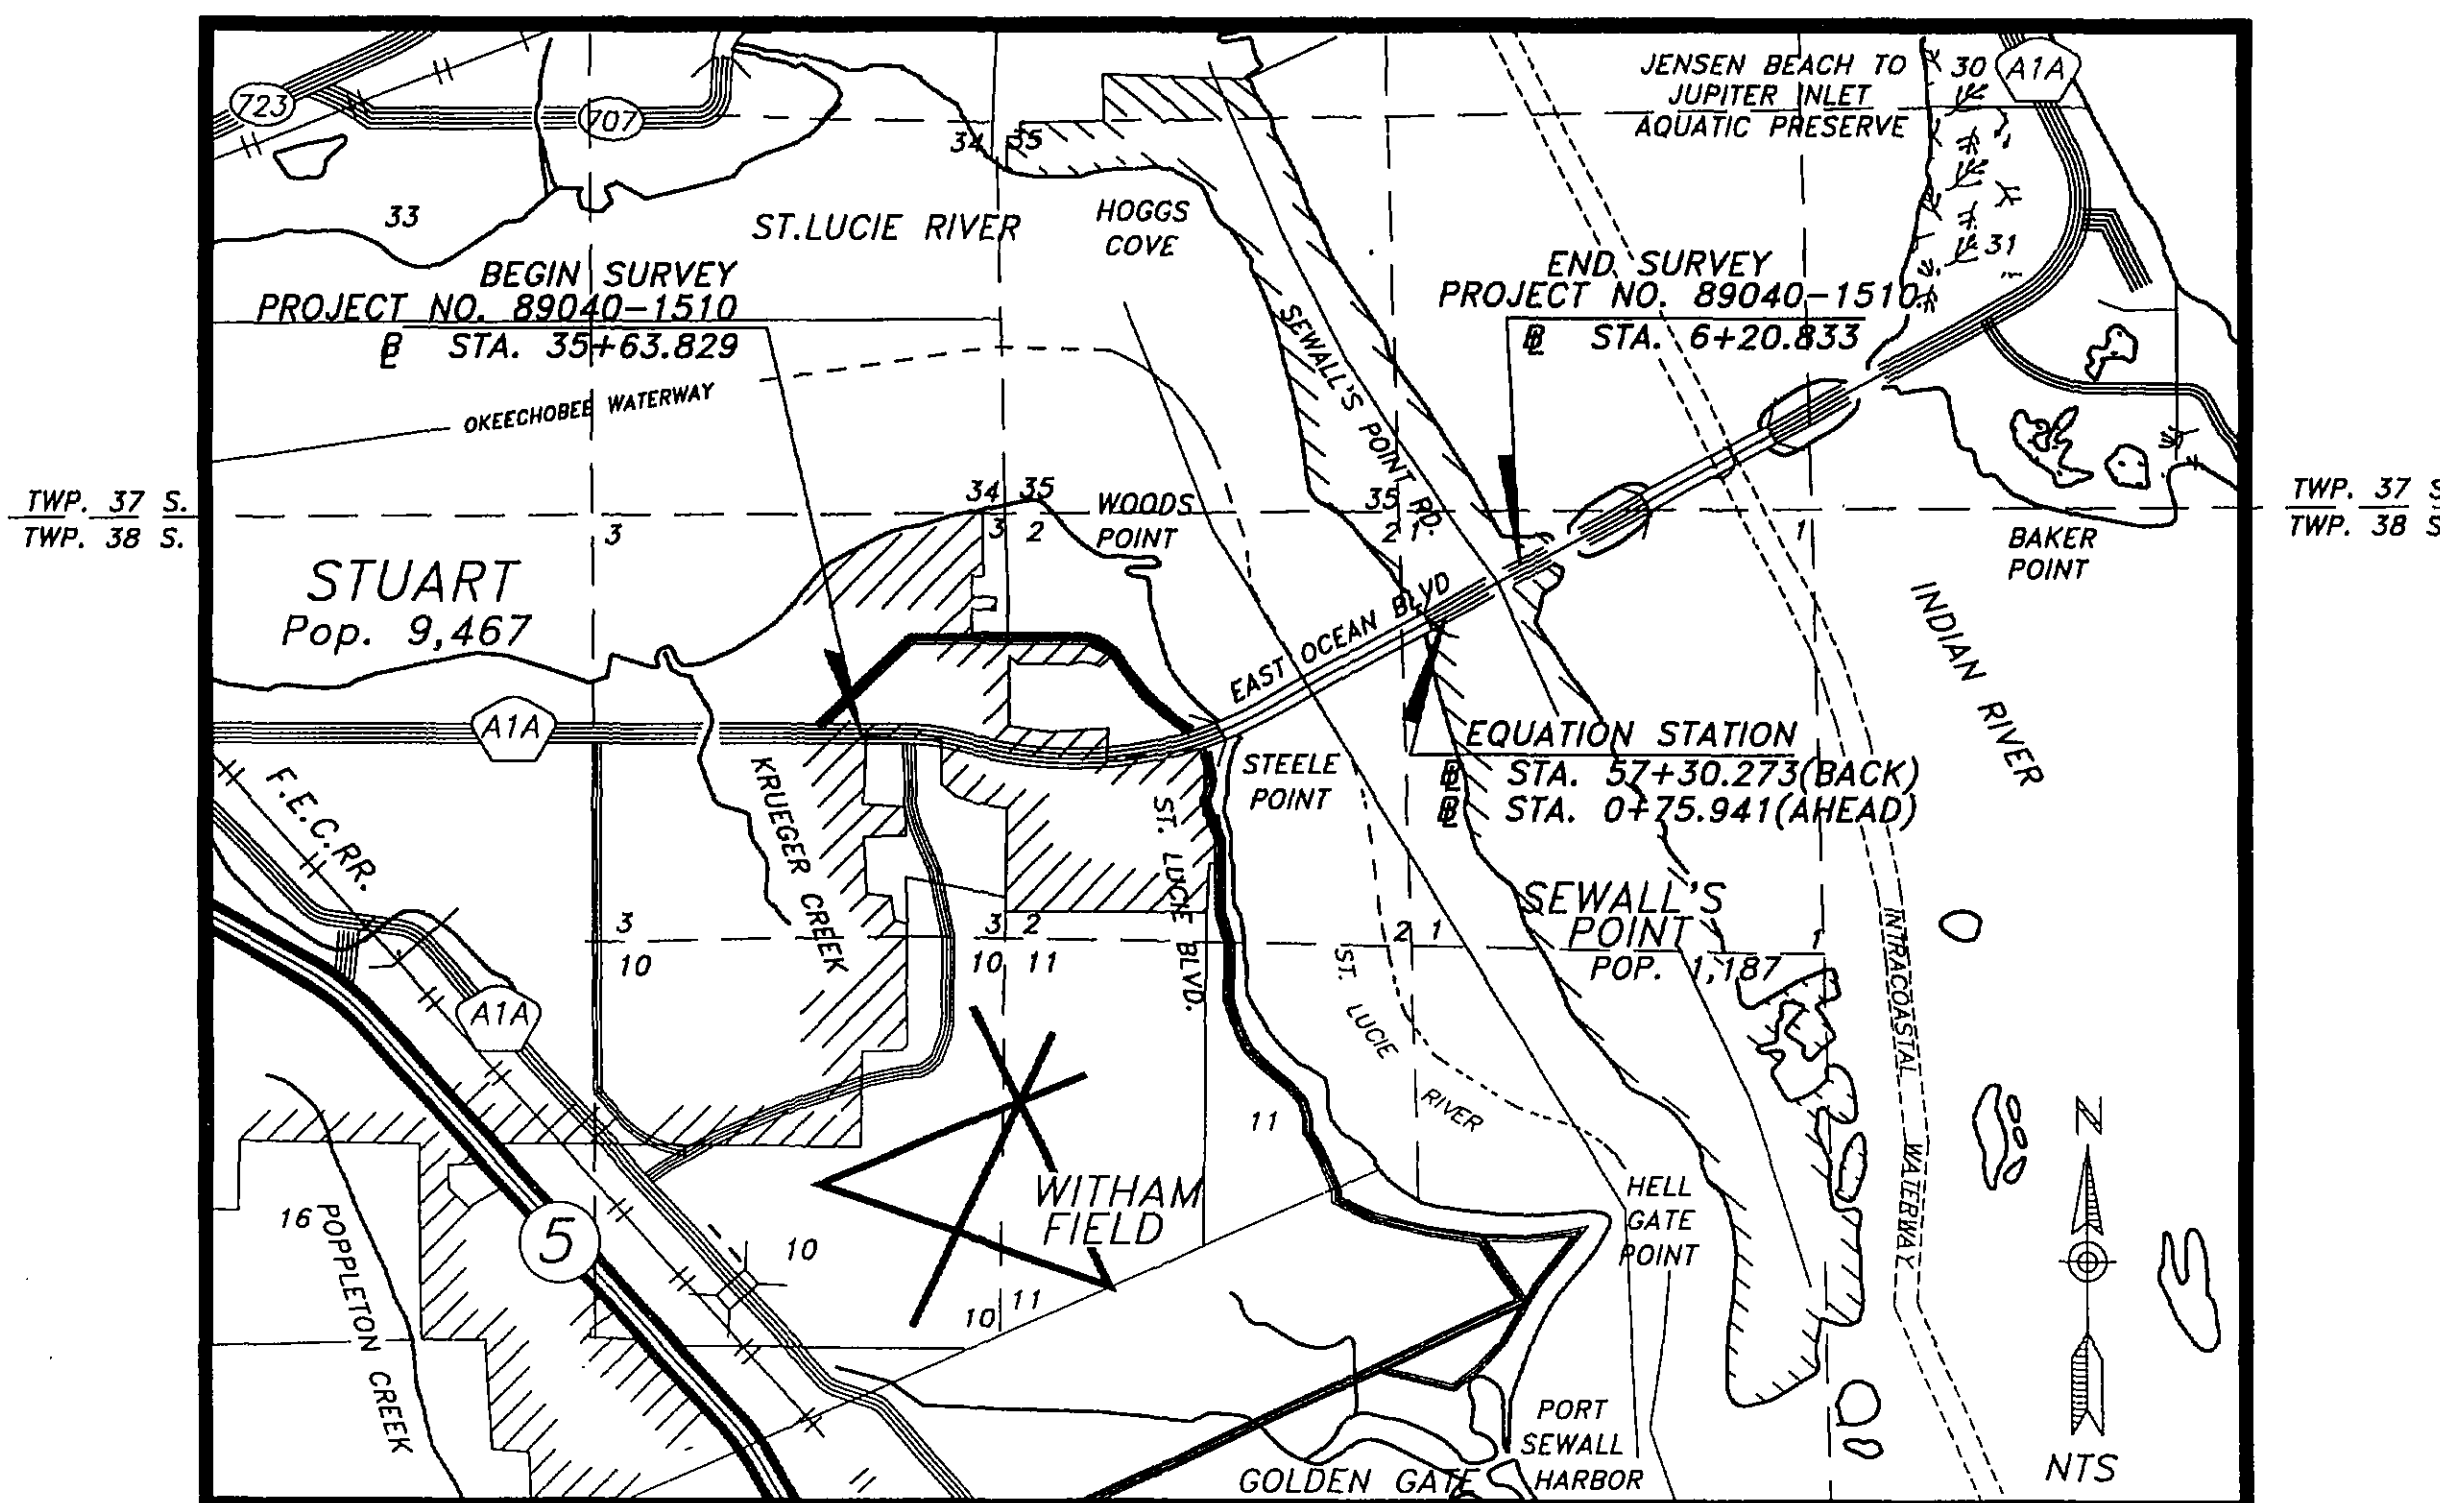 JENSEN BEACH TO
JUPITER INLET
AQUATIC PRESERVE
30
A1A
723
707
34 35
33
ST.LUCIE RIVER
HOGGS
COVE
31
BEGIN SURVEY
PROJECT NO. 89040-1510
STA. 35+63.829
END SURVEY
PROJECT NO. 89040-1510
STA. 6+20.833
SEWALL'S POINT RD.
OKEECHOBEE WATERWAY
TWP. 37 S.
TWP. 38 S.
34 35
3 2
3
WOODS
POINT
35
2 1
1
BAKER
POINT
TWP. 37 S
TWP. 38 S
STUART
Pop. 9,467
EAST OCEAN BLVD
INDIAN RIVER
A1A
EQUATION STATION
STA. 57+30.273(BACK)
STA. 0+75.941(AHEAD)
STEELE
POINT
F.E.C.RR.
KRUEGER CREEK
ST. LUCIE BLVD.
SEWALL'S
POINT
POP. 1,187
3
10
3 2
10 11
2 1
1
ST. LUCIE RIVER
INTRACOASTAL WATERWAY
A1A
11
WITHAM
FIELD
HELL
GATE
POINT
N
16
POPPLETON CREEK
5
10
10 11
PORT
SEWALL
HARBOR
GOLDEN GATE
NTS